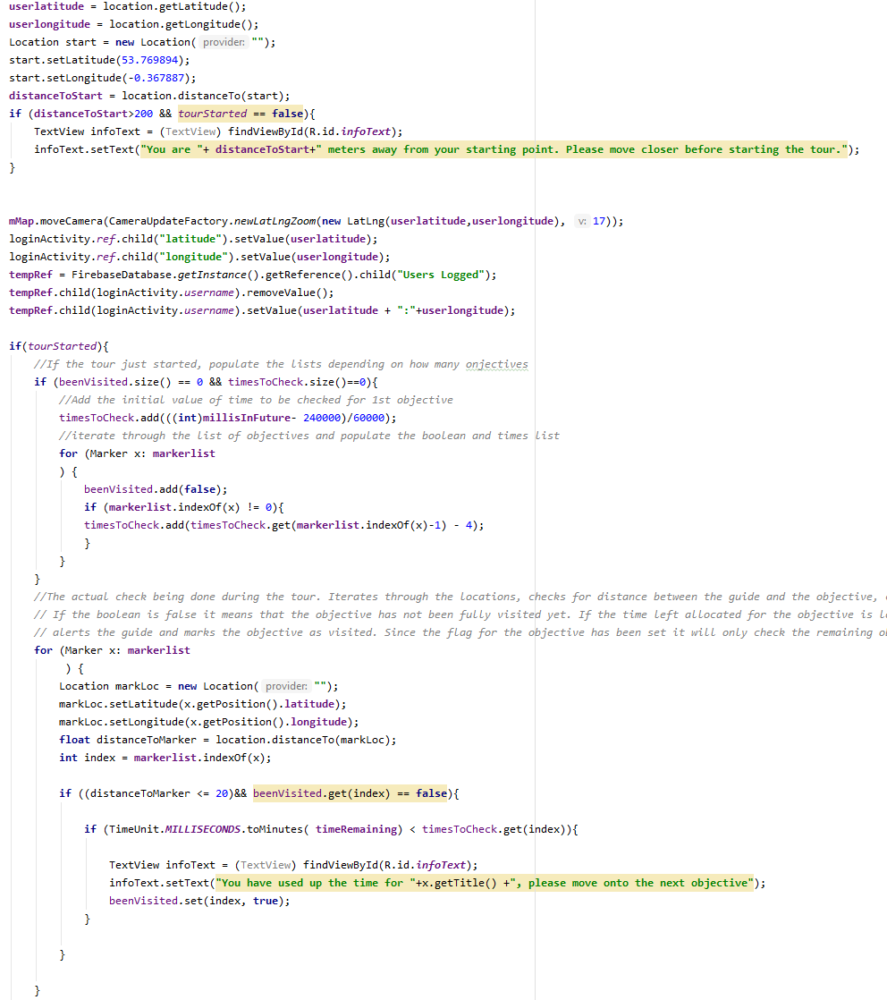 userlatitude = location.getLatitude();
userlongitude = location.getLongitude();
Location start = new Location( provider: "");
start.setLatitude(53.769894);
start.setLongitude(-0.367887);
distanceToStart = location.distanceTo(start);
if (distanceToStart>200 && tourStarted == false){
TextView infoText = (TextView) findViewById(R.id.infoText);
infoText.setText("You are "+ distanceToStart+" meters away from your starting point. Please move closer before starting the tour.");
}
mMap.moveCamera(CameraUpdateFactory.newLatLngZoom(new LatLng(userlatitude,userlongitude), v: 17));
loginActivity.ref.child("latitude").setValue(userlatitude);
loginActivity.ref.child("longitude").setValue(userlongitude);
tempRef = FirebaseDatabase.getInstance().getReference().child("Users Logged");
tempRef.child(loginActivity.username).removeValue();
tempRef.child(loginActivity.username).setValue(userlatitude + ":"+userlongitude);
if(tourStarted){
//If the tour just started, populate the lists depending on how many onjectives
if (beenVisited.size() == 0 && timesToCheck.size()==0){
//Add the initial value of time to be checked for 1st objective
timesToCheck.add(((int)millisInFuture- 240000)/60000);
//iterate through the list of objectives and populate the boolean and times list
for (Marker x: markerlist
) {
beenVisited.add(false);
if (markerlist.indexOf(x) != 0){
timesToCheck.add(timesToCheck.get(markerlist.indexOf(x)-1) - 4);
}
}
}
//The actual check being done during the tour. Iterates through the locations, checks for distance between the guide and the objective,
// If the boolean is false it means that the objective has not been fully visited yet. If the time left allocated for the objective is
// alerts the guide and marks the objective as visited. Since the flag for the objective has been set it will only check the remaining
for (Marker x: markerlist
) {
Location markLoc = new Location( provider: "");
markLoc.setLatitude(x.getPosition().latitude);
markLoc.setLongitude(x.getPosition().longitude);
float distanceToMarker = location.distanceTo(markLoc);
int index = markerlist.indexOf(x);
if ((distanceToMarker <= 20)&& beenVisited.get(index) == false){
if (TimeUnit.MILLISECONDS.toMinutes( timeRemaining) < timesToCheck.get(index)){
TextView infoText = (TextView) findViewById(R.id.infoText);
infoText.setText("You have used up the time for "+x.getTitle() +", please move onto the next objective");
beenVisited.set(index, true);
}
}
}